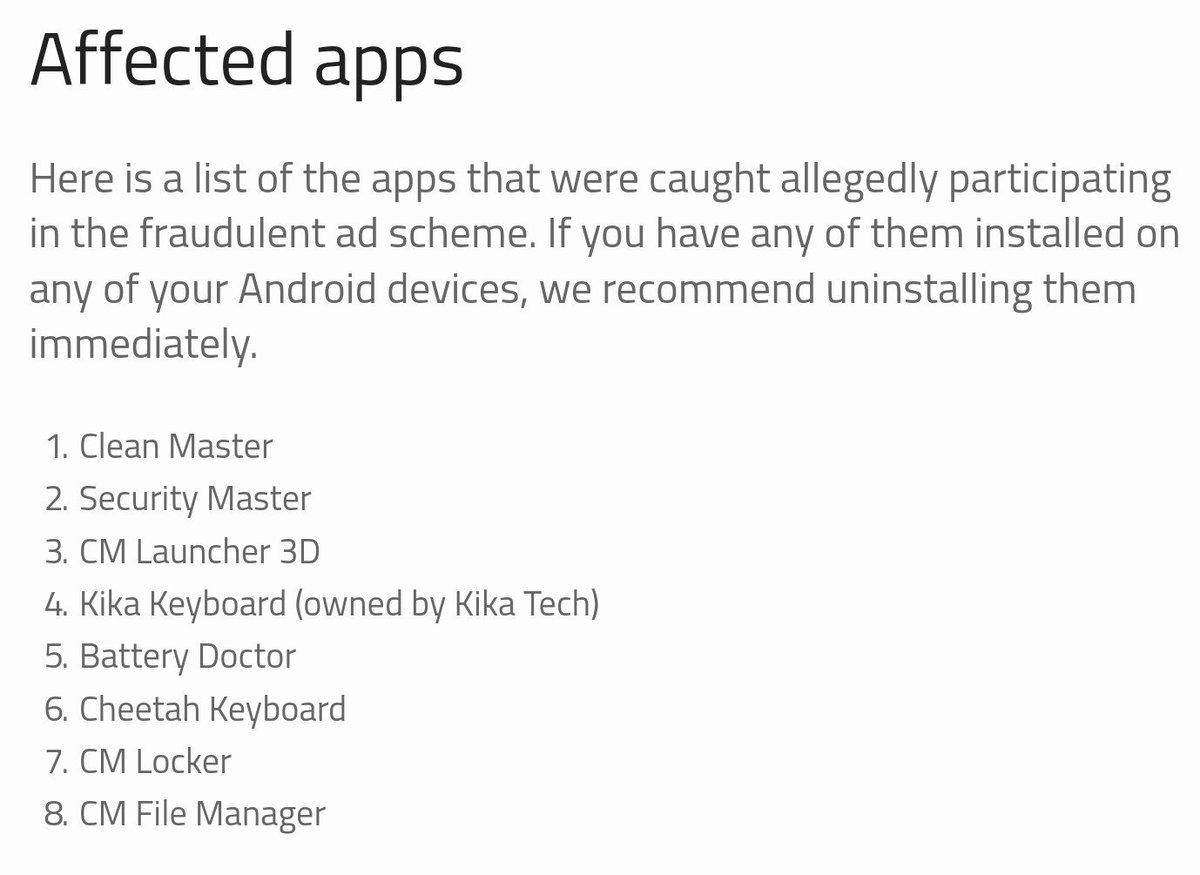 Affected apps
Here is a list of the apps that were caught allegedly participating
in the fraudulent ad scheme. If you have any of them installed on
any of your Android devices, we recommend uninstalling them
immediately.
1. Clean Master
2. Security Master
3. CM Launcher 3D
4. Kika Keyboard (owned by Kika Tech)
5. Battery Doctor
6. Cheetah Keyboard
7. CM Locker
8. CM File Manager